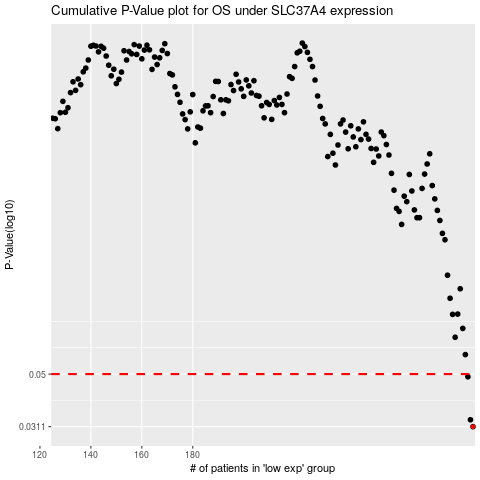 Cumulative P-Value plot for OS under SLC37A4 expression
P-Value(log10)
0.05
0.0311
120 140 160 180
# of patients in 'low exp' group